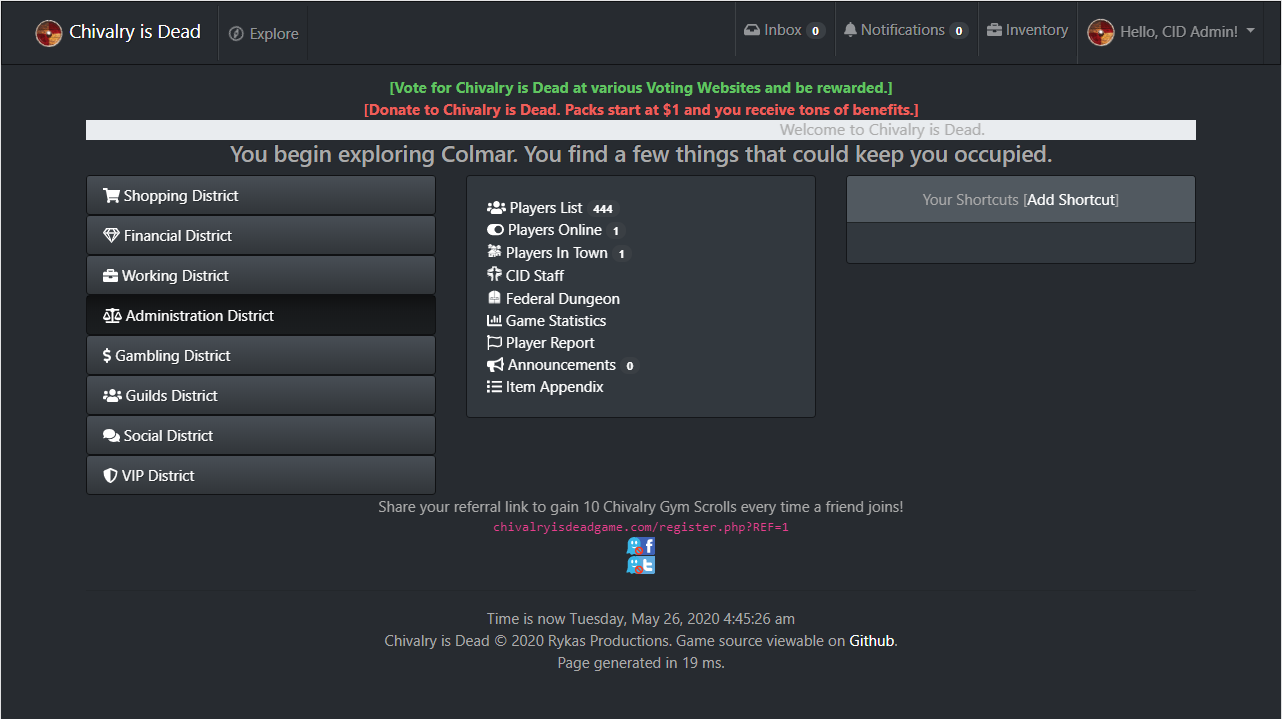 Chivalry is Dead
Explore
Inbox 0
Notifications 0
Inventory
Hello, CID Admin!
[Vote for Chivalry is Dead at various Voting Websites and be rewarded.]
[Donate to Chivalry is Dead. Packs start at $1 and you receive tons of benefits.]
Welcome to Chivalry is Dead.
You begin exploring Colmar. You find a few things that could keep you occupied.
Shopping District
Financial District
Working District
Administration District
Gambling District
Guilds District
Social District
VIP District
Players List 444
Players Online 1
Players In Town 1
CID Staff
Federal Dungeon
Game Statistics
Player Report
Announcements 0
Item Appendix
Your Shortcuts [Add Shortcut]
Share your referral link to gain 10 Chivalry Gym Scrolls every time a friend joins!
chivalryisdeadgame.com/register.php?REF=1
Time is now Tuesday, May 26, 2020 4:45:26 am
Chivalry is Dead © 2020 Rykas Productions. Game source viewable on Github.
Page generated in 19 ms.